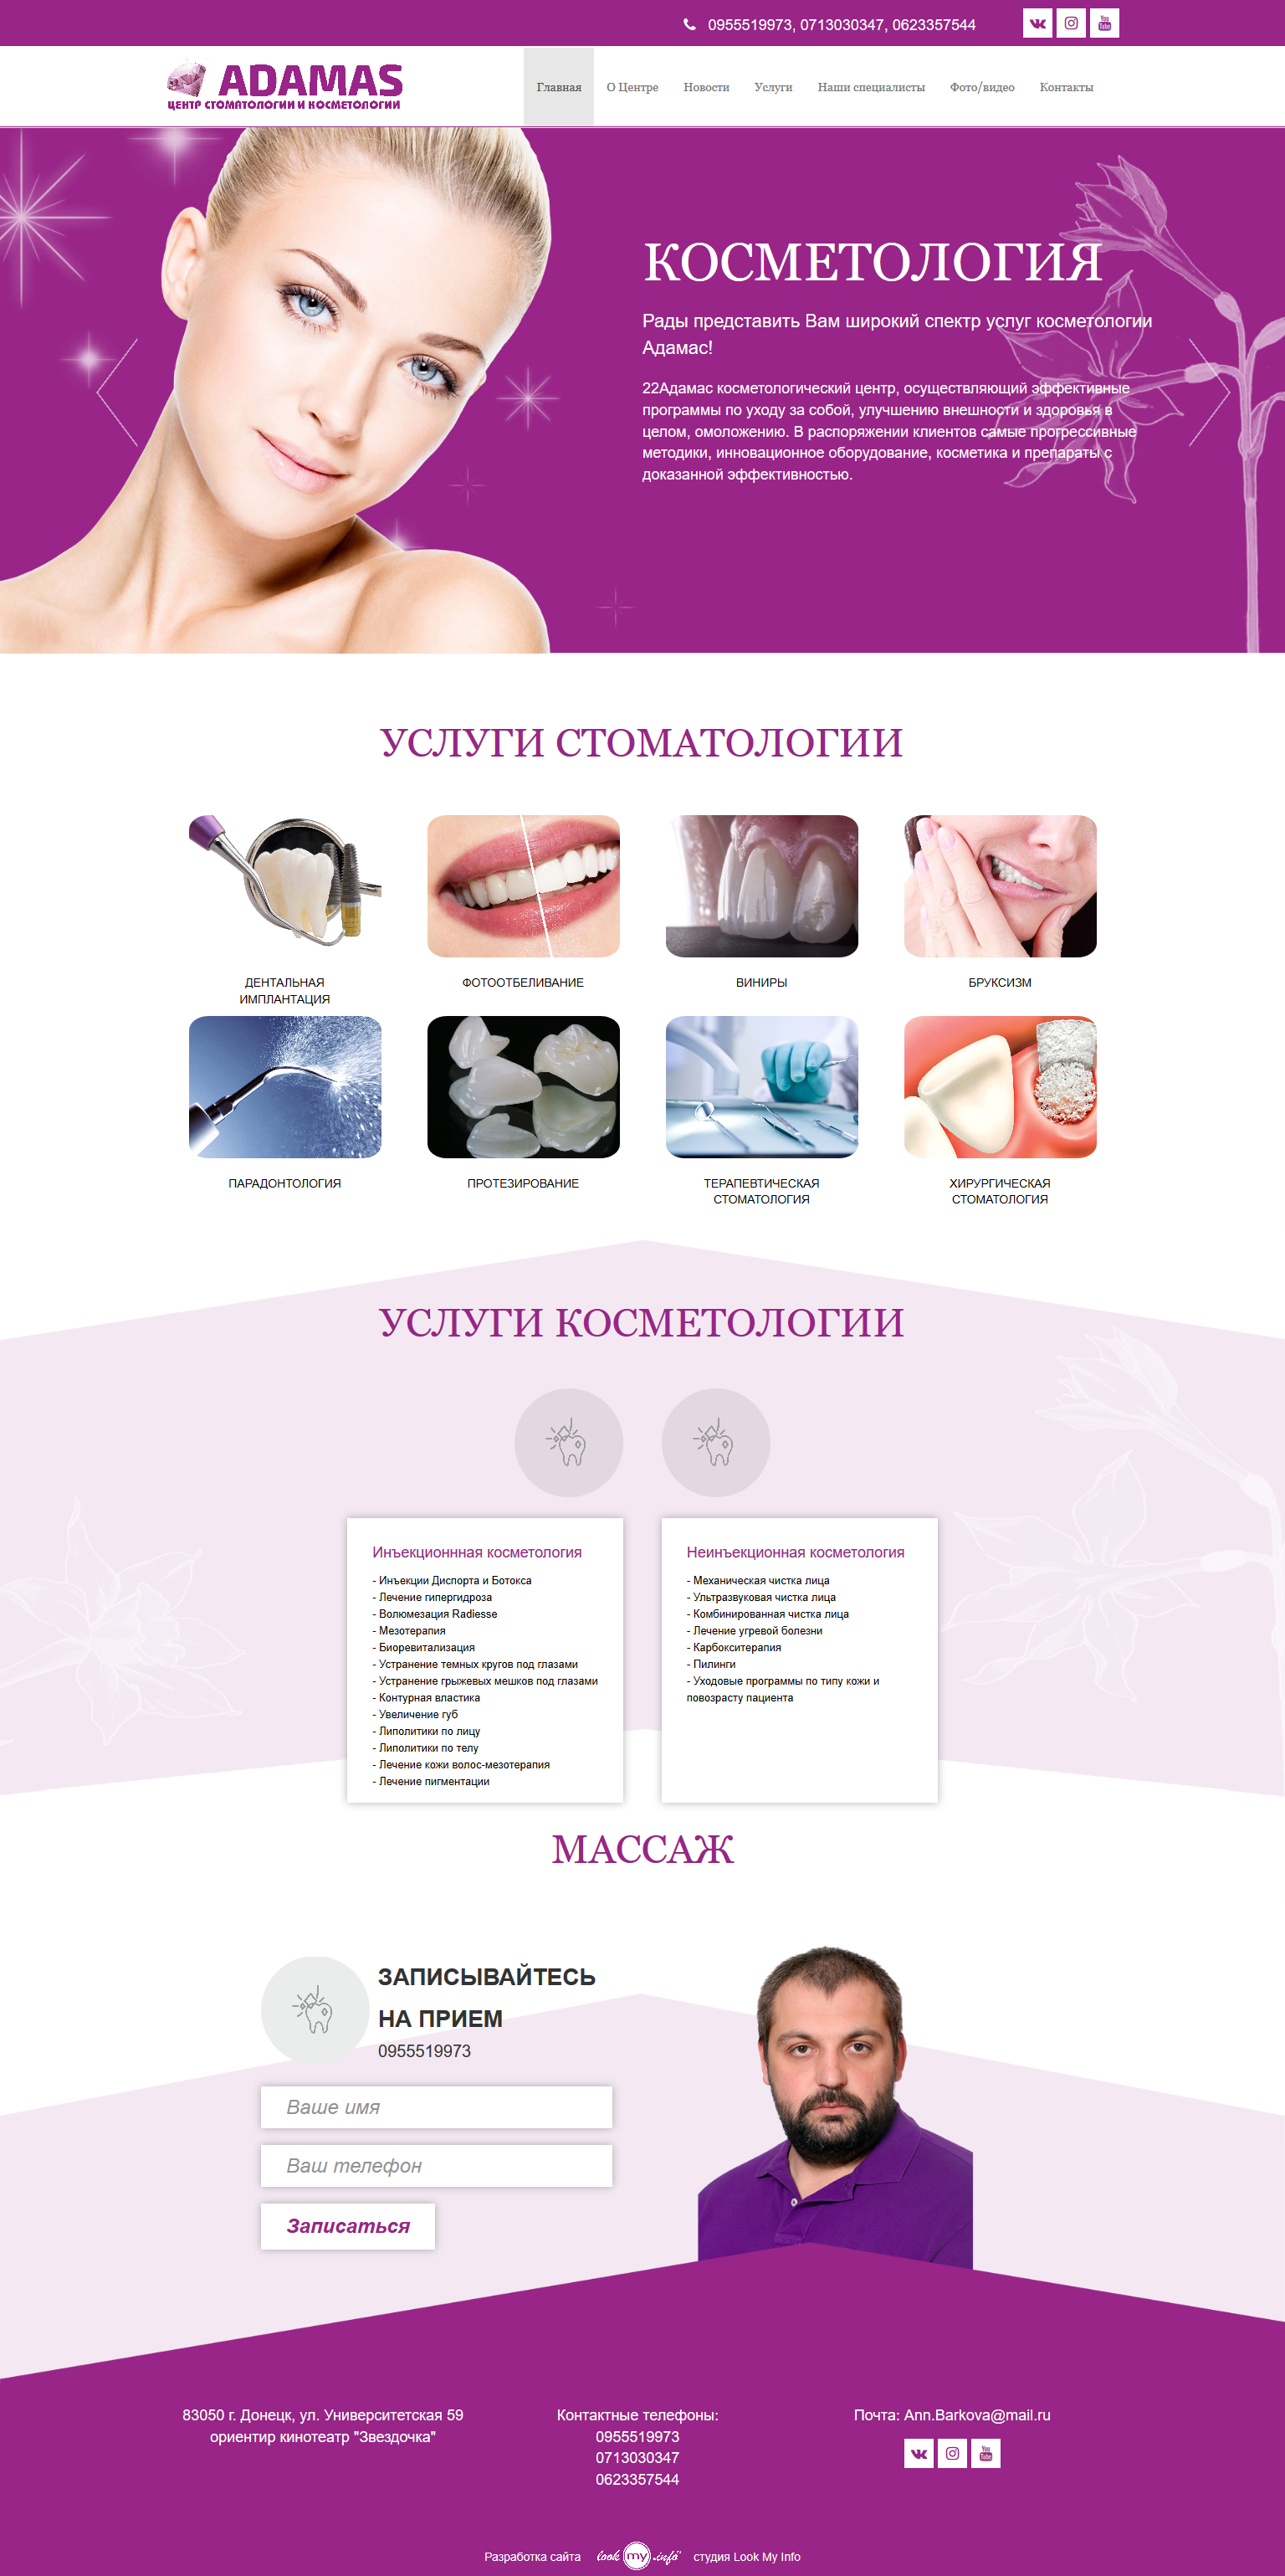 0955519973, 0713030347, 0623357544
ADAMAS
ЦЕНТР СТОМАТОЛОГИИ И КОСМЕТОЛОГИИ
Главная
О Центре
Новости
Услуги
Наши специалисты
Фото/видео
Контакты
КОСМЕТОЛОГИЯ
Рады представить Вам широкий спектр услуг косметологии
Адамас!
22Адамас косметологический центр, осуществляющий эффективные
программы по уходу за собой, улучшению внешности и здоровья в
целом, омоложению. В распоряжении клиентов самые прогрессивные
методики, инновационное оборудование, косметика и препараты с
доказанной эффективностью.
УСЛУГИ СТОМАТОЛОГИИ
ДЕНТАЛЬНАЯ
ИМПЛАНТАЦИЯ
ФОТООТБЕЛИВАНИЕ
ВИНИРЫ
БРУКСИЗМ
ПАРАДОНТОЛОГИЯ
ПРОТЕЗИРОВАНИЕ
ТЕРАПЕВТИЧЕСКАЯ
СТОМАТОЛОГИЯ
ХИРУРГИЧЕСКАЯ
СТОМАТОЛОГИЯ
УСЛУГИ КОСМЕТОЛОГИИ
Инъекционнная косметология
- Инъекции Диспорта и Ботокса
- Лечение гипергидроза
- Волюмезация Radiesse
- Мезотерапия
- Биоревитализация
- Устранение темных кругов под глазами
- Устранение грыжевых мешков под глазами
- Контурная властика
- Увеличение губ
- Липолитики по лицу
- Липолитики по телу
- Лечение кожи волос-мезотерапия
- Лечение пигментации
Неинъекционная косметология
- Механическая чистка лица
- Ультразвуковая чистка лица
- Комбинированная чистка лица
- Лечение угревой болезни
- Карбокситерапия
- Пилинги
- Уходовые программы по типу кожи и
повозрасту пациента
МАССАЖ
ЗАПИСЫВАЙТЕСЬ
НА ПРИЕМ
0955519973
Ваше имя
Ваш телефон
Записаться
83050 г. Донецк, ул. Университетская 59
ориентир кинотеатр "Звездочка"
Контактные телефоны:
0955519973
0713030347
0623357544
Почта: Ann.Barkova@mail.ru
You Tube
Разработка сайта look my .info студия Look My Info